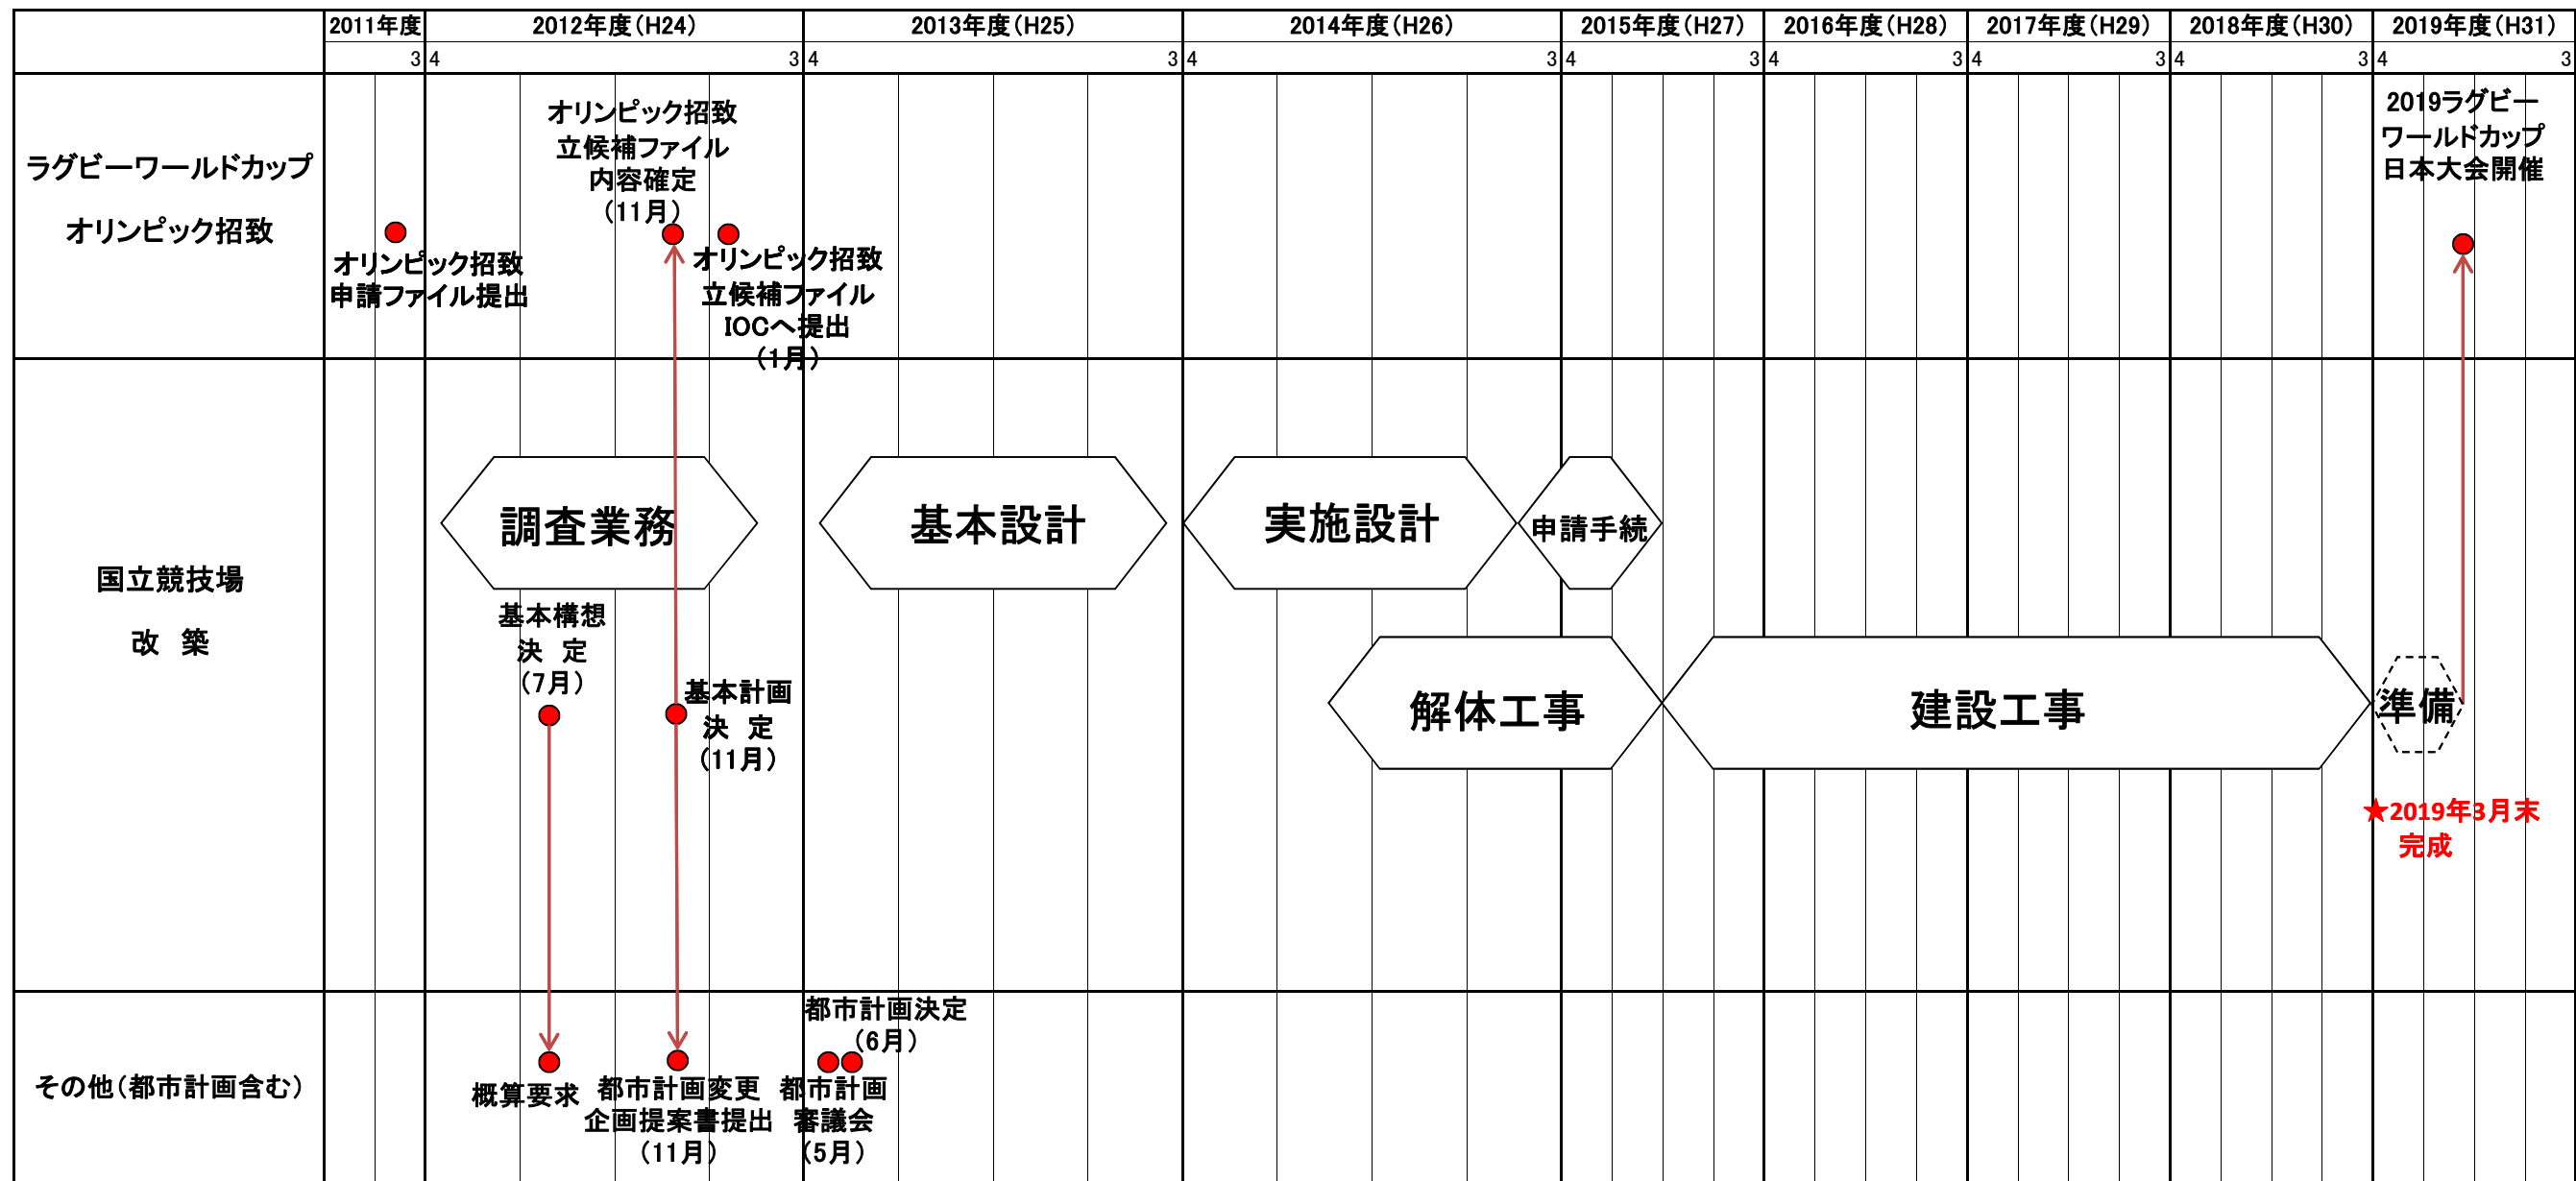 2011年度 2012年度(H24) 2013年度(H25) 2014年度(H26) 2015年度(H27) 2016年度(H28) 2017年度(H29) 2018年度(H30) 2019年度(H31)
3 4 3 4 3 4 3 4 3 4 3 4 3 4 3 4 3
ラグビーワールドカップ
オリンピック招致
オリンピック招致
申請ファイル提出
オリンピック招致
立候補ファイル
内容確定
(11月)
オリンピック招致
立候補ファイル
IOCへ提出
(1月)
2019ラグビー
ワールドカップ
日本大会開催
国立競技場
改 築
調査業務
基本設計
実施設計
申請手続
基本構想
決 定
(7月)
基本計画
決 定
(11月)
解体工事
建設工事
準備
★2019年3月末
完成
その他(都市計画含む)
概算要求
都市計画変更
企画提案書提出
(11月)
都市計画決定
(6月)
都市計画
審議会
(5月)